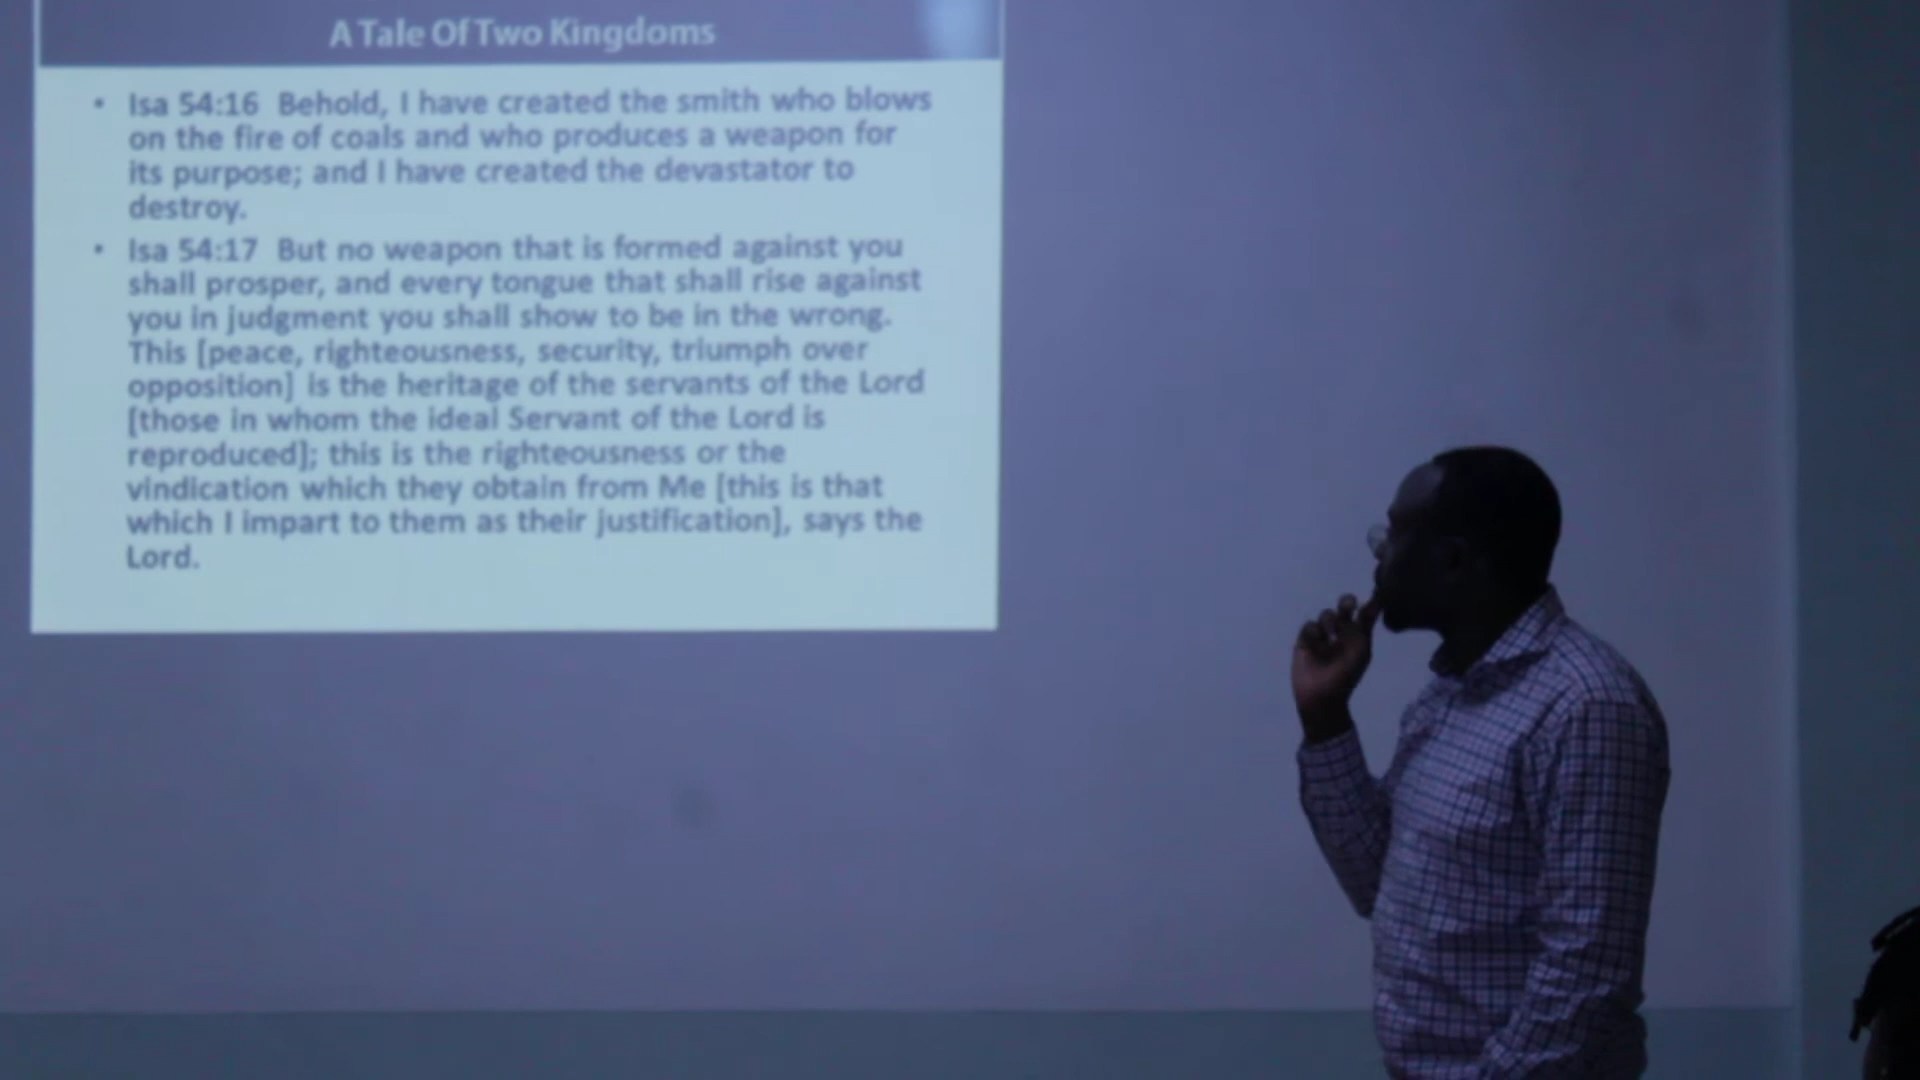 A Tale Of Two Kingdoms
• Isa 54:16 Behold, I have created the smith who blows
on the fire of coals and who produces a weapon for
its purpose; and I have created the devastator to
destroy.
• Isa 54:17 But no weapon that is formed against you
shall prosper, and every tongue that shall rise against
you in judgment you shall show to be in the wrong.
This [peace, righteousness, security, triumph over
opposition] is the heritage of the servants of the Lord
[those in whom the ideal Servant of the Lord is
reproduced]; this is the righteousness or the
vindication which they obtain from Me [this is that
which I impart to them as their justification], says the
Lord.